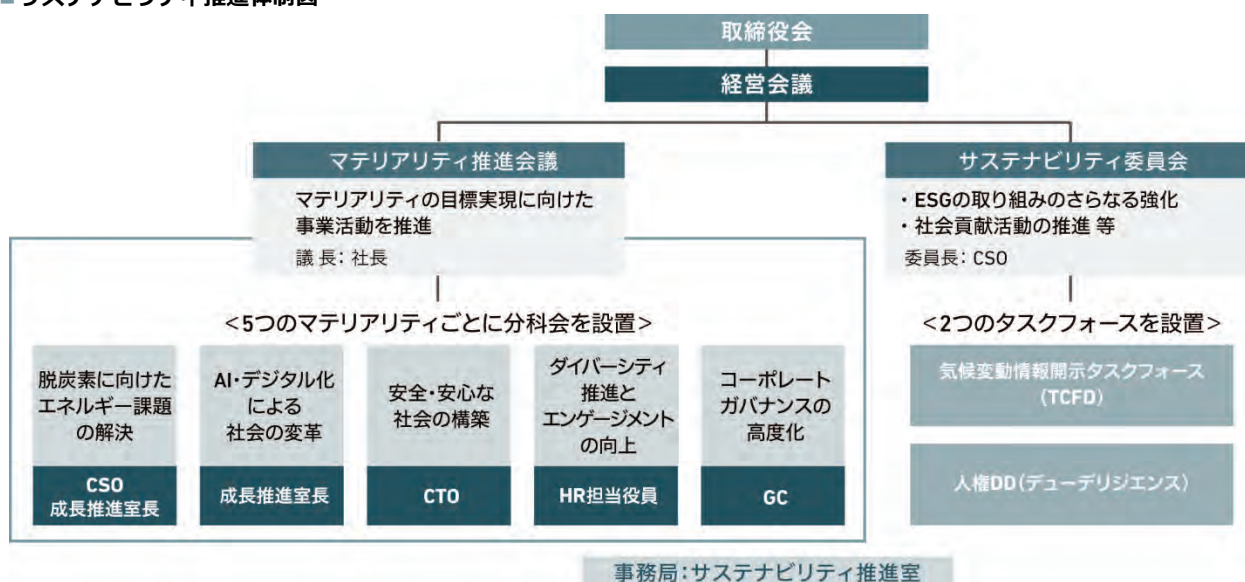 ■サステナビリティ推進体制図
取締役会
経営会議
マテリアリティ推進会議
マテリアリティの目標実現に向けた
事業活動を推進
議 長: 社長
<5つのマテリアリティごとに分科会を設置>
脱炭素に向けた
エネルギー課題
の解決
CSO
成長推進室長
AI・デジタル化
による
社会の変革
成長推進室長
安全・安心な
社会の構築
CTO
ダイバーシティ
推進と
エンゲージメント
の向上
HR担当役員
コーポレート
ガバナンスの
高度化
GC
サステナビリティ委員会
・ESGの取り組みのさらなる強化
・社会貢献活動の推進 等
委員長: CSO
<2つのタスクフォースを設置>
気候変動情報開示タスクフォース
(TCFD)
人権DD(デューデリジェンス)
事務局:サステナビリティ推進室